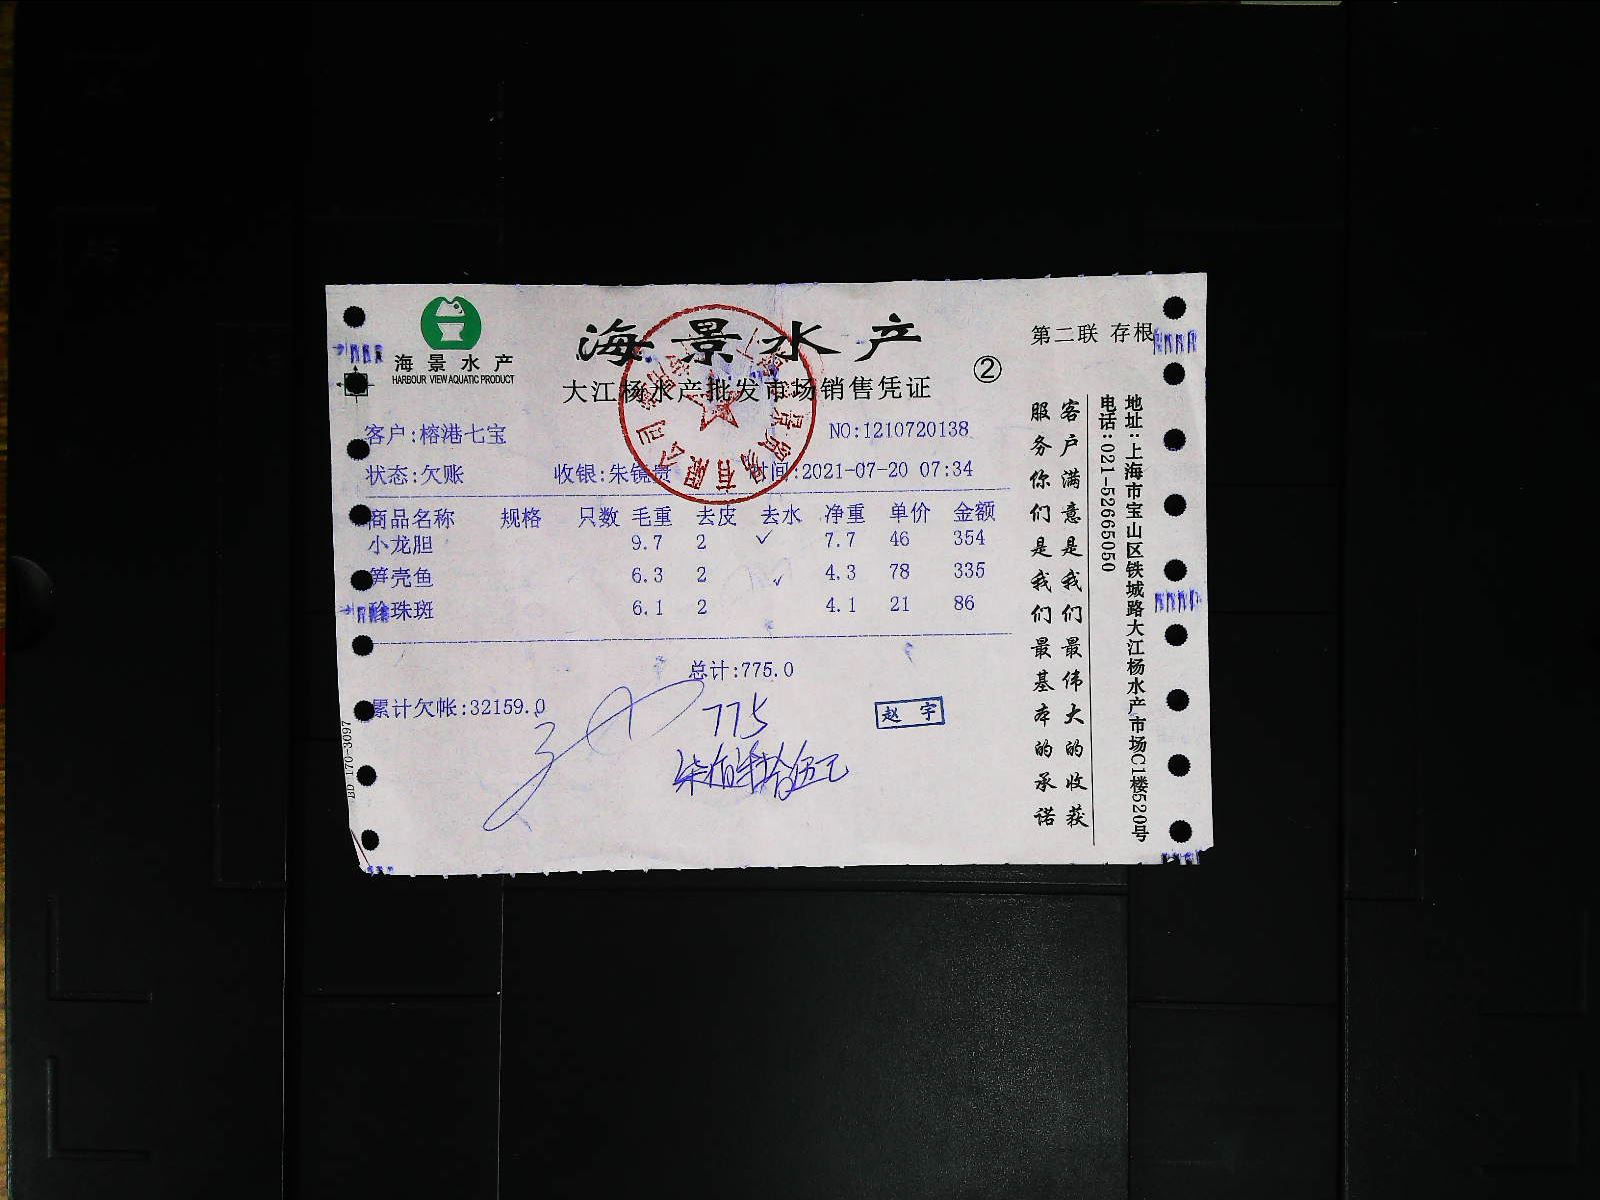 海景水产
HARBOUR VIEW AQUATIC PRODUCT
海景水产
大江杨水产批发市场销售凭证
②
第二联 存根
客户:榕港七宝
NO:1210720138
状态:欠账 收银:朱镜贵 时间:2021-07-20 07:34
商品名称 规格 只数 毛重 去皮 去水 净重 单价 金额
小龙胆 9.7 2 ✓ 7.7 46 354
笋壳鱼 6.3 2 ✓ 4.3 78 335
珍珠斑 6.1 2 4.1 21 86
总计:775.0
累计欠帐:32159.0
775
柒佰柒拾伍元
赵宇
客户满意是我们最伟大的收获
服务你们是我们最基本的承诺
地址:上海市宝山区铁城路大江杨水产市场C1楼520号
电话:021-52665050
170-3097